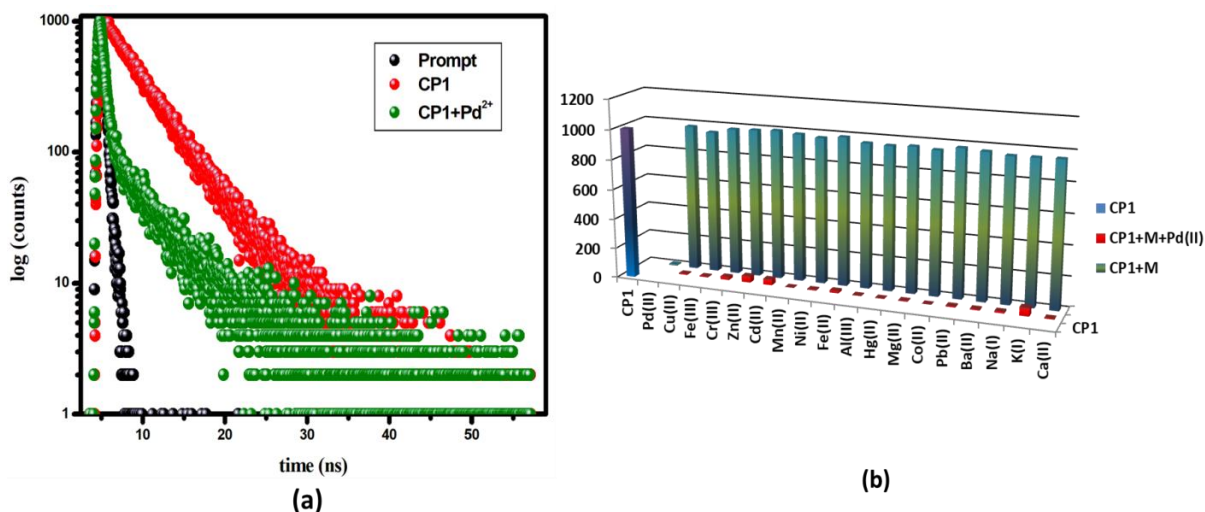 1000
100
10
1
log (counts)
10 20 30 40 50
time (ns)
Prompt
CP1
CP1+Pd²⁺
(a)
1200
1000
800
600
400
200
0
CP1
Pd(II)
Cu(II)
Fe(III)
Cr(III)
Zn(II)
Cd(II)
Mn(II)
Ni(II)
Fe(II)
Al(III)
Hg(II)
Mg(II)
Co(II)
Pb(II)
Ba(II)
Na(I)
K(I)
Ca(II)
CP1
CP1
CP1+M+Pd(II)
CP1+M
(b)